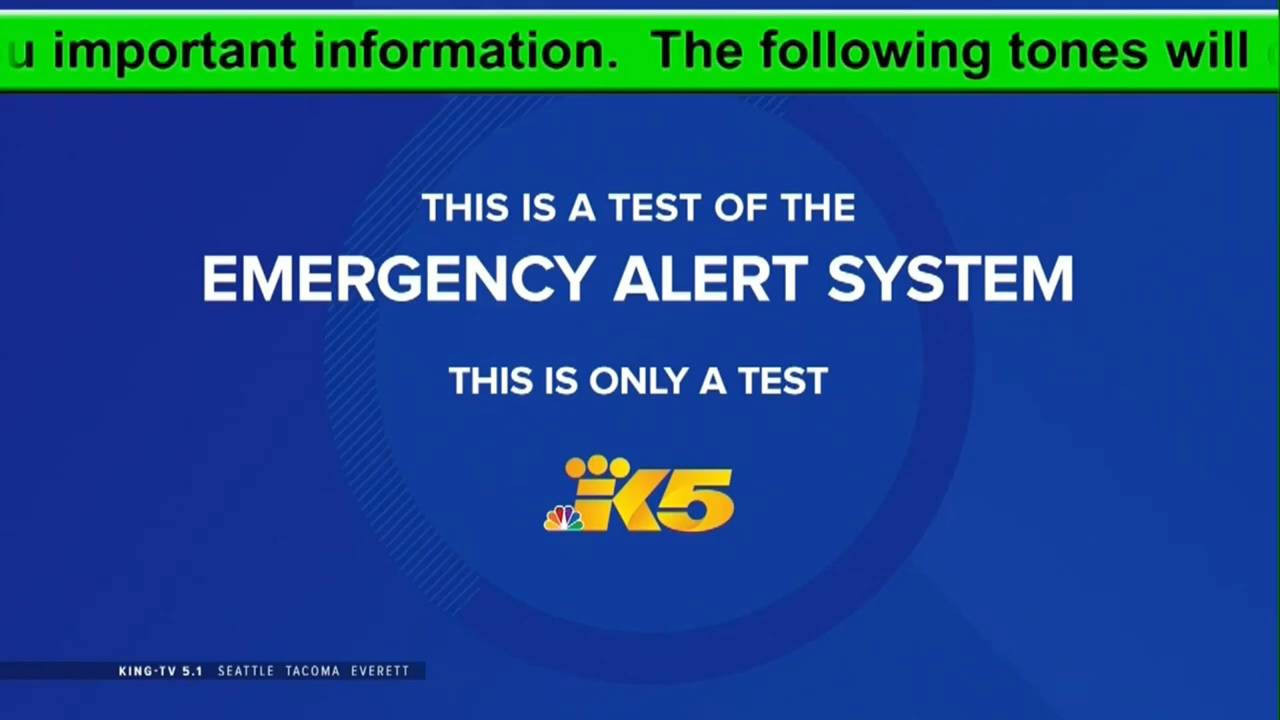 u important information. The following tones will
THIS IS A TEST OF THE
EMERGENCY ALERT SYSTEM
THIS IS ONLY A TEST
K5
KING-TV 5.1 SEATTLE TACOMA EVERETT